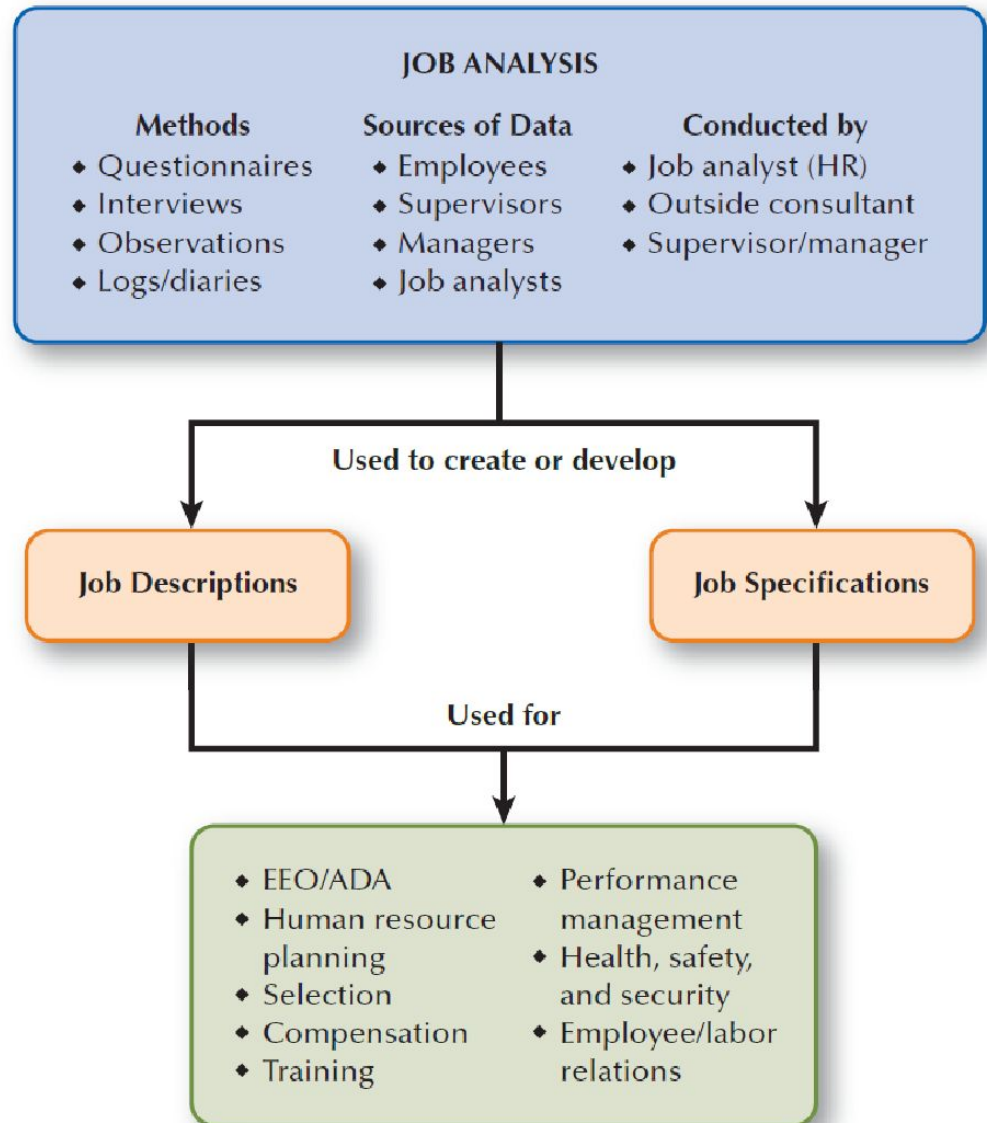 JOB ANALYSIS
Methods
◆ Questionnaires
◆ Interviews
◆ Observations
◆ Logs/diaries
Sources of Data
◆ Employees
◆ Supervisors
◆ Managers
◆ Job analysts
Conducted by
◆ Job analyst (HR)
◆ Outside consultant
◆ Supervisor/manager
Used to create or develop
Job Descriptions
Job Specifications
Used for
◆ EEO/ADA
◆ Human resource
planning
◆ Selection
◆ Compensation
◆ Training
◆ Performance
management
◆ Health, safety,
and security
◆ Employee/labor
relations